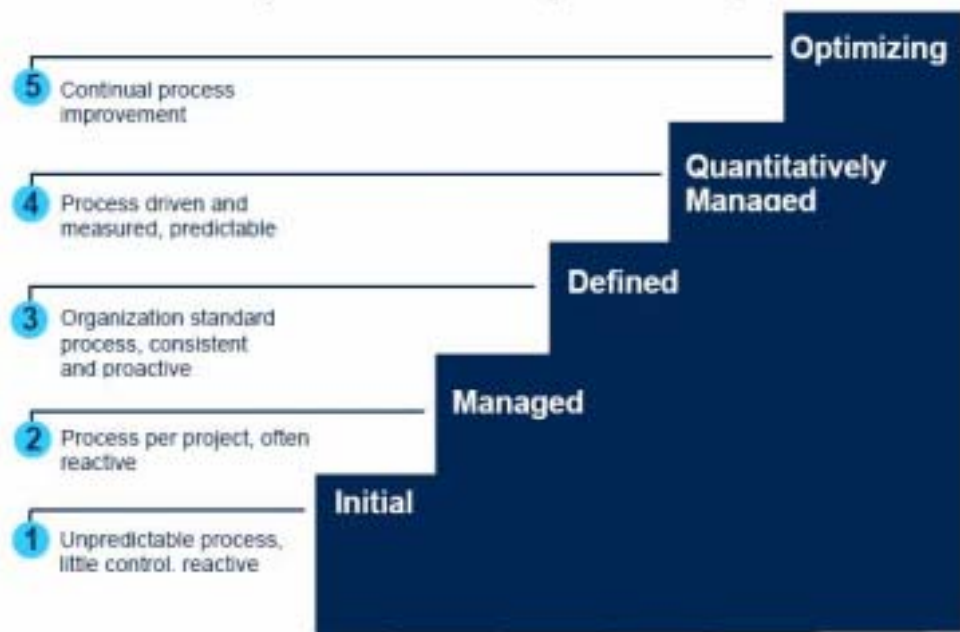 Optimizing
5
Continual process
improvement
Quantitatively
Managed
4
Process driven and
measured, predictable
Defined
3
Organization standard
process, consistent
and proactive
Managed
2
Process per project, often
reactive
Initial
1
Unpredictable process,
little control. reactive